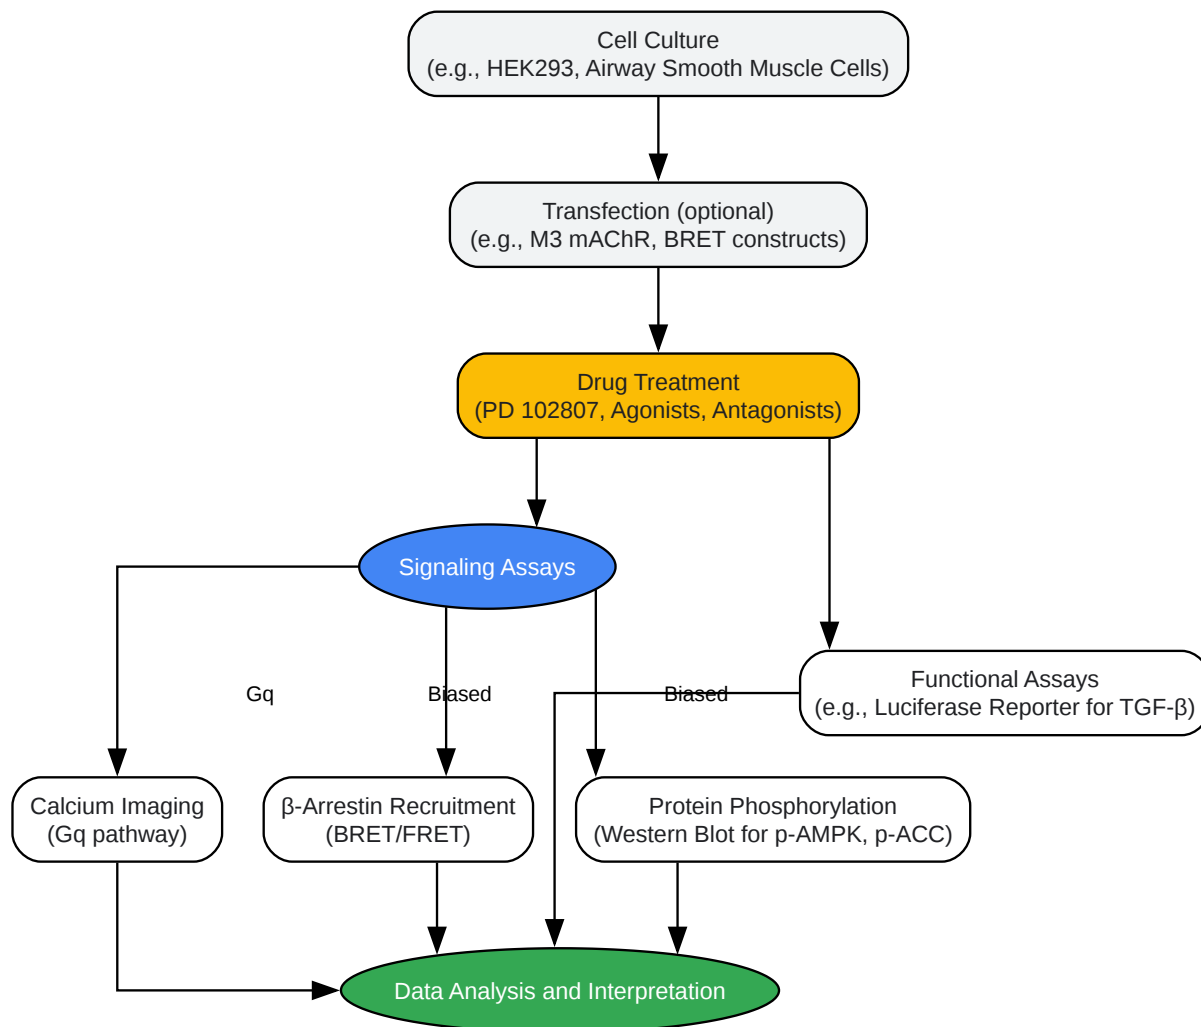 Cell Culture
(e.g., HEK293, Airway Smooth Muscle Cells)
Transfection (optional)
(e.g., M3 mAChR, BRET constructs)
Drug Treatment
(PD 102807, Agonists, Antagonists)
Signaling Assays
Gq
Biased
Biased
Functional Assays
(e.g., Luciferase Reporter for TGF-β)
Calcium Imaging
(Gq pathway)
β-Arrestin Recruitment
(BRET/FRET)
Protein Phosphorylation
(Western Blot for p-AMPK, p-ACC)
Data Analysis and Interpretation